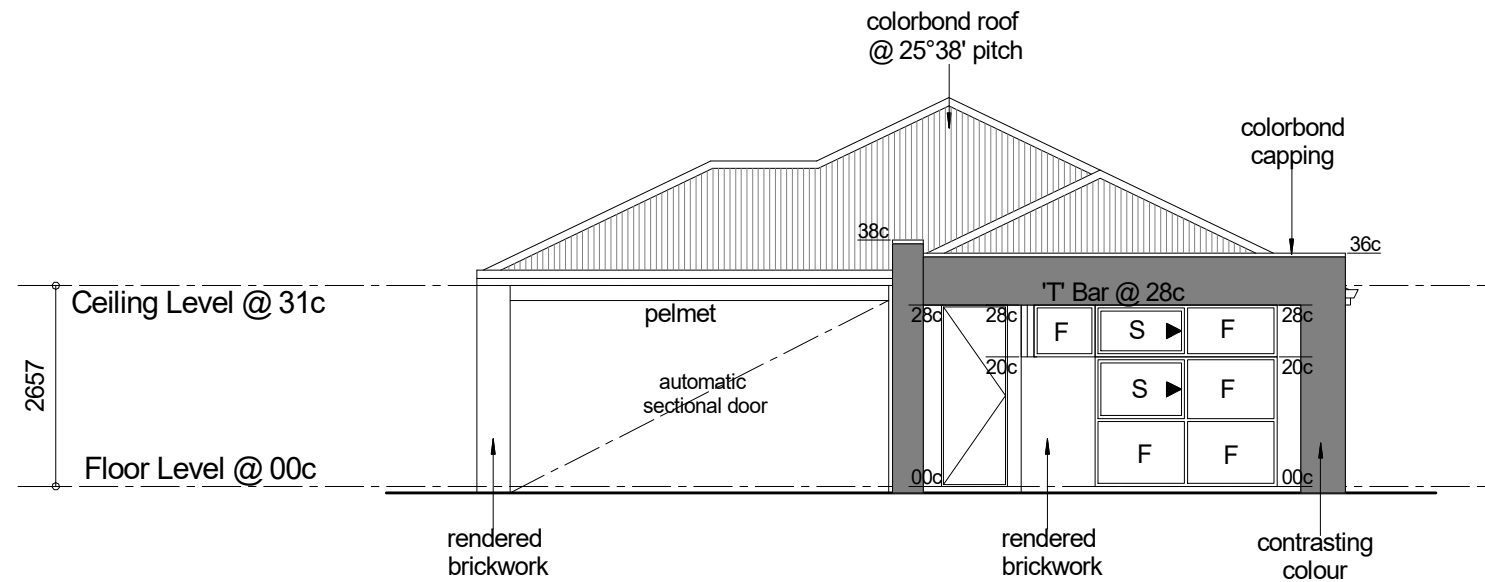 colorbond roof
@ 25°38' pitch
colorbond
capping
38c
36c
Ceiling Level @ 31c
'T' Bar @ 28c
pelmet
28c
28c
F
S
F
28c
20c
20c
2657
automatic
sectional door
S
F
F
F
Floor Level @ 00c
00c
00c
rendered
brickwork
rendered
brickwork
contrasting
colour